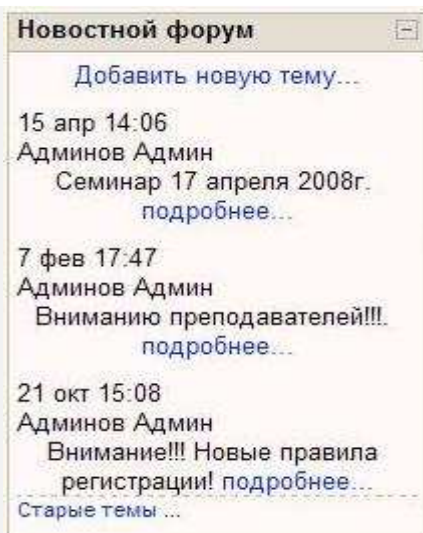 Новостной форум
Добавить новую тему...
15 апр 14:06
Админов Админ
Семинар 17 апреля 2008г.
подробнее...
7 фев 17:47
Админов Админ
Вниманию преподавателей!!!.
подробнее...
21 окт 15:08
Админов Админ
Внимание!!! Новые правила
регистрации! подробнее...
Старые темы ...